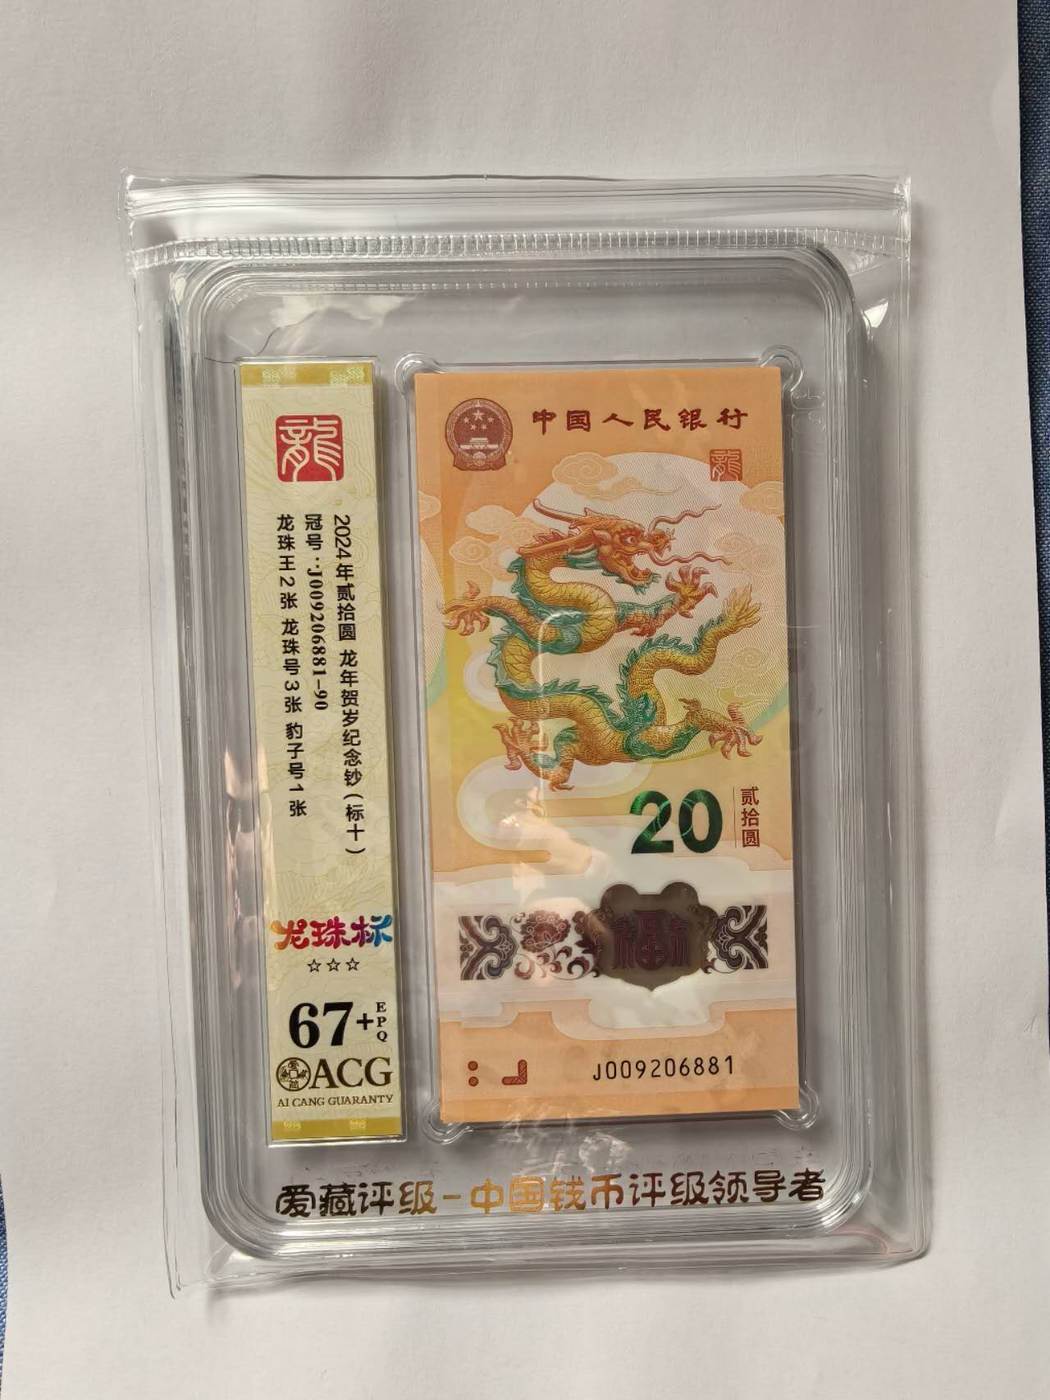 龍
2024年贰拾圆 龙年贺岁纪念钞(标十)
冠号:J009206881-90
龙珠王2张 龙珠号3张 豹子号1张
龙珠标
☆☆☆
67+EPQ
ACG
AI CANG GUARANTY
中国人民银行
龍
20 贰拾圆
福
J009206881
爱藏评级-中国钱币评级领导者